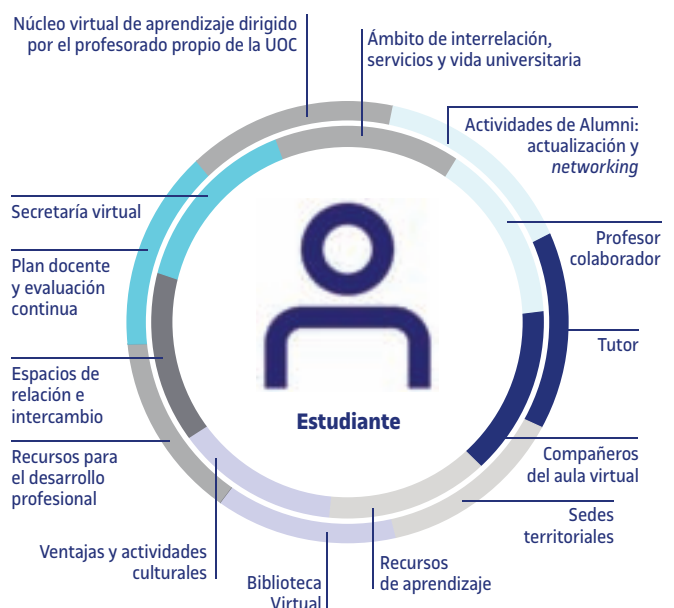 Núcleo virtual de aprendizaje dirigido
por el profesorado propio de la UOC
Ámbito de interrelación,
servicios y vida universitaria
Actividades de Alumni:
actualización y
networking
Secretaría virtual
Profesor
colaborador
Plan docente
y evaluación
continua
Tutor
Espacios de
relación e
intercambio
Estudiante
Compañeros
del aula virtual
Recursos para
el desarrollo
profesional
Sedes
territoriales
Ventajas y actividades
culturales
Biblioteca
Virtual
Recursos
de aprendizaje